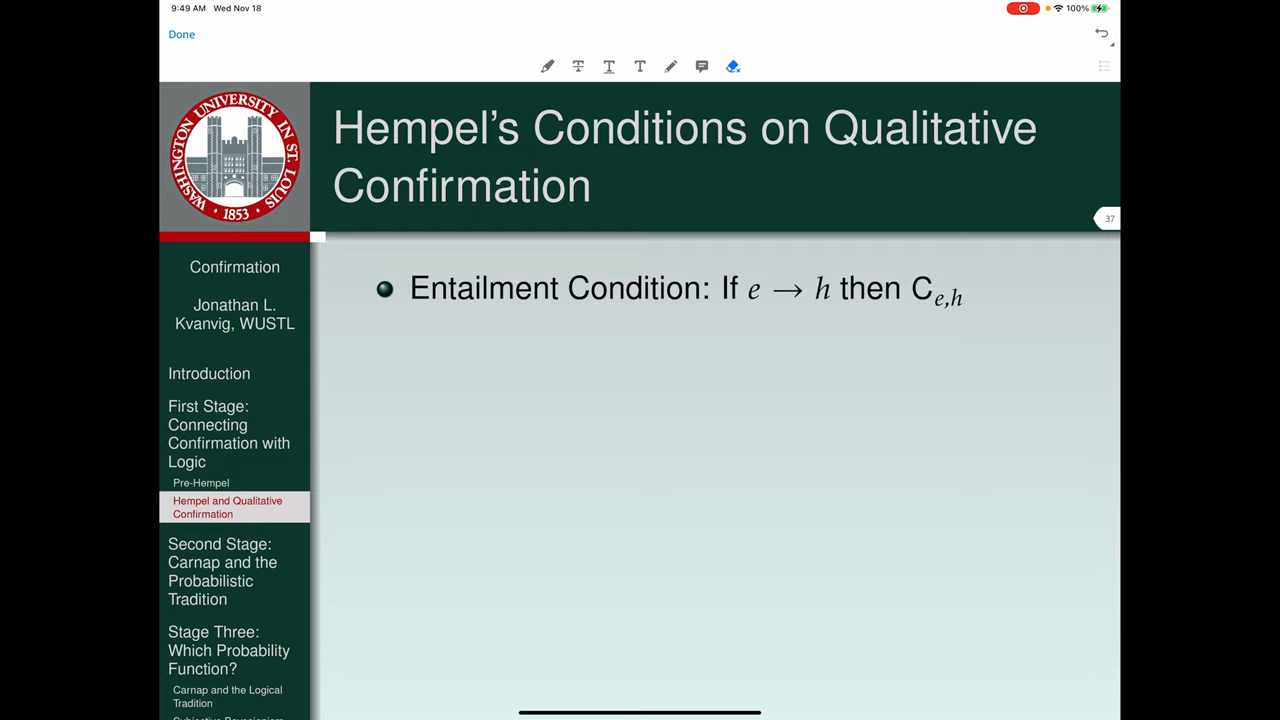 9:49 AM Wed Nov 18
100%
Done
WASHINGTON UNIVERSITY IN ST. LOUIS
1853
Hempel's Conditions on Qualitative
Confirmation
37
Confirmation
Jonathan L.
Kvanvig, WUSTL
Introduction
First Stage:
Connecting
Confirmation with
Logic
Pre-Hempel
Hempel and Qualitative
Confirmation
Second Stage:
Carnap and the
Probabilistic
Tradition
Stage Three:
Which Probability
Function?
Carnap and the Logical
Tradition
Entailment Condition: If e → h then C_{e,h}